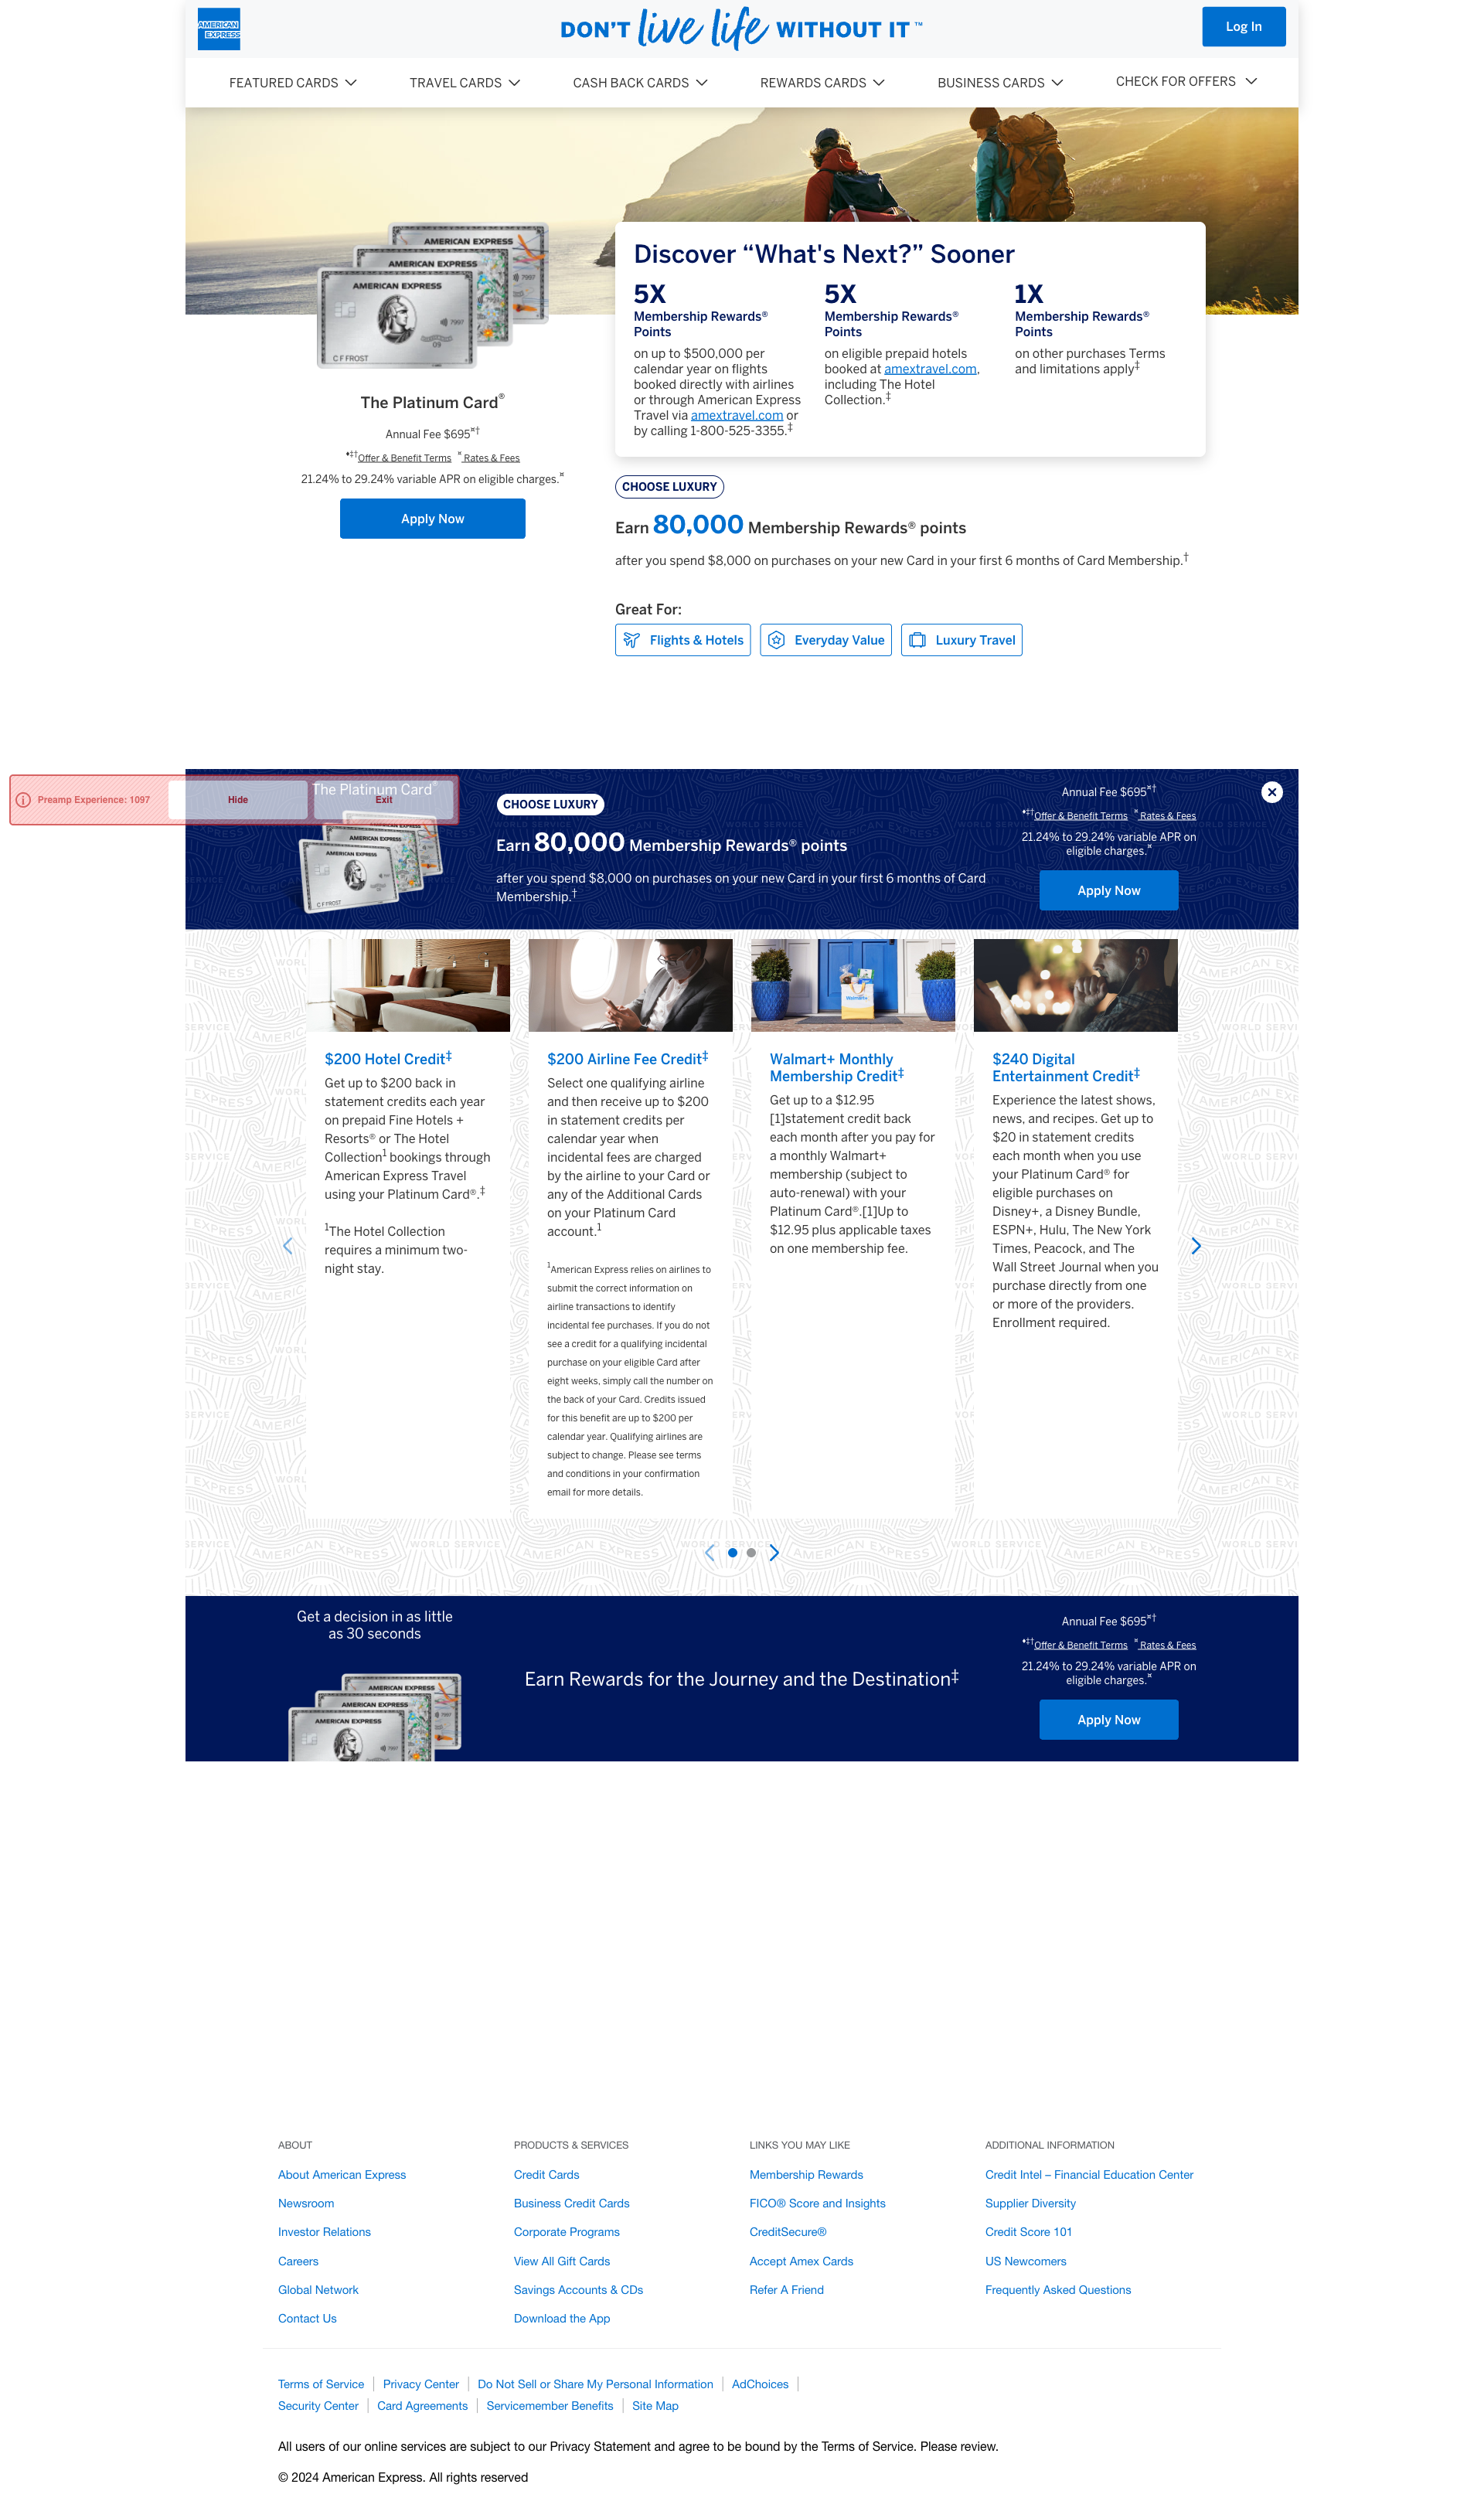 AMERICAN
EXPRESS
DON'T live life WITHOUT IT ™
Log In
FEATURED CARDS
TRAVEL CARDS
CASH BACK CARDS
REWARDS CARDS
BUSINESS CARDS
CHECK FOR OFFERS
AMERICAN EXPRESS
AMERICAN EXPRESS
AMERICAN EXPRESS
7997
7997
C F FROST
The Platinum Card®
Annual Fee $695¤†
♦‡†Offer & Benefit Terms ¤ Rates & Fees
21.24% to 29.24% variable APR on eligible charges.¤
Apply Now
Discover “What's Next?” Sooner
5X
Membership Rewards®
Points
on up to $500,000 per
calendar year on flights
booked directly with airlines
or through American Express
Travel via amextravel.com or
by calling 1-800-525-3355.‡
5X
Membership Rewards®
Points
on eligible prepaid hotels
booked at amextravel.com,
including The Hotel
Collection.‡
1X
Membership Rewards®
Points
on other purchases Terms
and limitations apply‡
CHOOSE LUXURY
Earn 80,000 Membership Rewards® points
after you spend $8,000 on purchases on your new Card in your first 6 months of Card Membership.†
Great For:
Flights & Hotels
Everyday Value
Luxury Travel
Preamp Experience: 1097
Hide
Exit
The Platinum Card®
AMERICAN EXPRESS
C F FROST
CHOOSE LUXURY
Earn 80,000 Membership Rewards® points
after you spend $8,000 on purchases on your new Card in your first 6 months of Card
Membership.†
Annual Fee $695¤†
♦‡†Offer & Benefit Terms ¤ Rates & Fees
21.24% to 29.24% variable APR on
eligible charges.¤
Apply Now
$200 Hotel Credit‡
Get up to $200 back in
statement credits each year
on prepaid Fine Hotels +
Resorts® or The Hotel
Collection¹ bookings through
American Express Travel
using your Platinum Card®.‡
¹The Hotel Collection
requires a minimum two-
night stay.
$200 Airline Fee Credit‡
Select one qualifying airline
and then receive up to $200
in statement credits per
calendar year when
incidental fees are charged
by the airline to your Card or
any of the Additional Cards
on your Platinum Card
account.¹
¹American Express relies on airlines to
submit the correct information on
airline transactions to identify
incidental fee purchases. If you do not
see a credit for a qualifying incidental
purchase on your eligible Card after
eight weeks, simply call the number on
the back of your Card. Credits issued
for this benefit are up to $200 per
calendar year. Qualifying airlines are
subject to change. Please see terms
and conditions in your confirmation
email for more details.
Walmart+
Walmart+ Monthly
Membership Credit‡
Get up to a $12.95
[1]statement credit back
each month after you pay for
a monthly Walmart+
membership (subject to
auto-renewal) with your
Platinum Card®.[1]Up to
$12.95 plus applicable taxes
on one membership fee.
$240 Digital
Entertainment Credit‡
Experience the latest shows,
news, and recipes. Get up to
$20 in statement credits
each month when you use
your Platinum Card® for
eligible purchases on
Disney+, a Disney Bundle,
ESPN+, Hulu, The New York
Times, Peacock, and The
Wall Street Journal when you
purchase directly from one
or more of the providers.
Enrollment required.
Get a decision in as little
as 30 seconds
AMERICAN EXPRESS
Earn Rewards for the Journey and the Destination‡
Annual Fee $695¤†
♦‡†Offer & Benefit Terms ¤ Rates & Fees
21.24% to 29.24% variable APR on
eligible charges.¤
Apply Now
ABOUT
About American Express
Newsroom
Investor Relations
Careers
Global Network
Contact Us
PRODUCTS & SERVICES
Credit Cards
Business Credit Cards
Corporate Programs
View All Gift Cards
Savings Accounts & CDs
Download the App
LINKS YOU MAY LIKE
Membership Rewards
FICO® Score and Insights
CreditSecure®
Accept Amex Cards
Refer A Friend
ADDITIONAL INFORMATION
Credit Intel – Financial Education Center
Supplier Diversity
Credit Score 101
US Newcomers
Frequently Asked Questions
Terms of Service
Privacy Center
Do Not Sell or Share My Personal Information
AdChoices
Security Center
Card Agreements
Servicemember Benefits
Site Map
All users of our online services are subject to our Privacy Statement and agree to be bound by the Terms of Service. Please review.
© 2024 American Express. All rights reserved